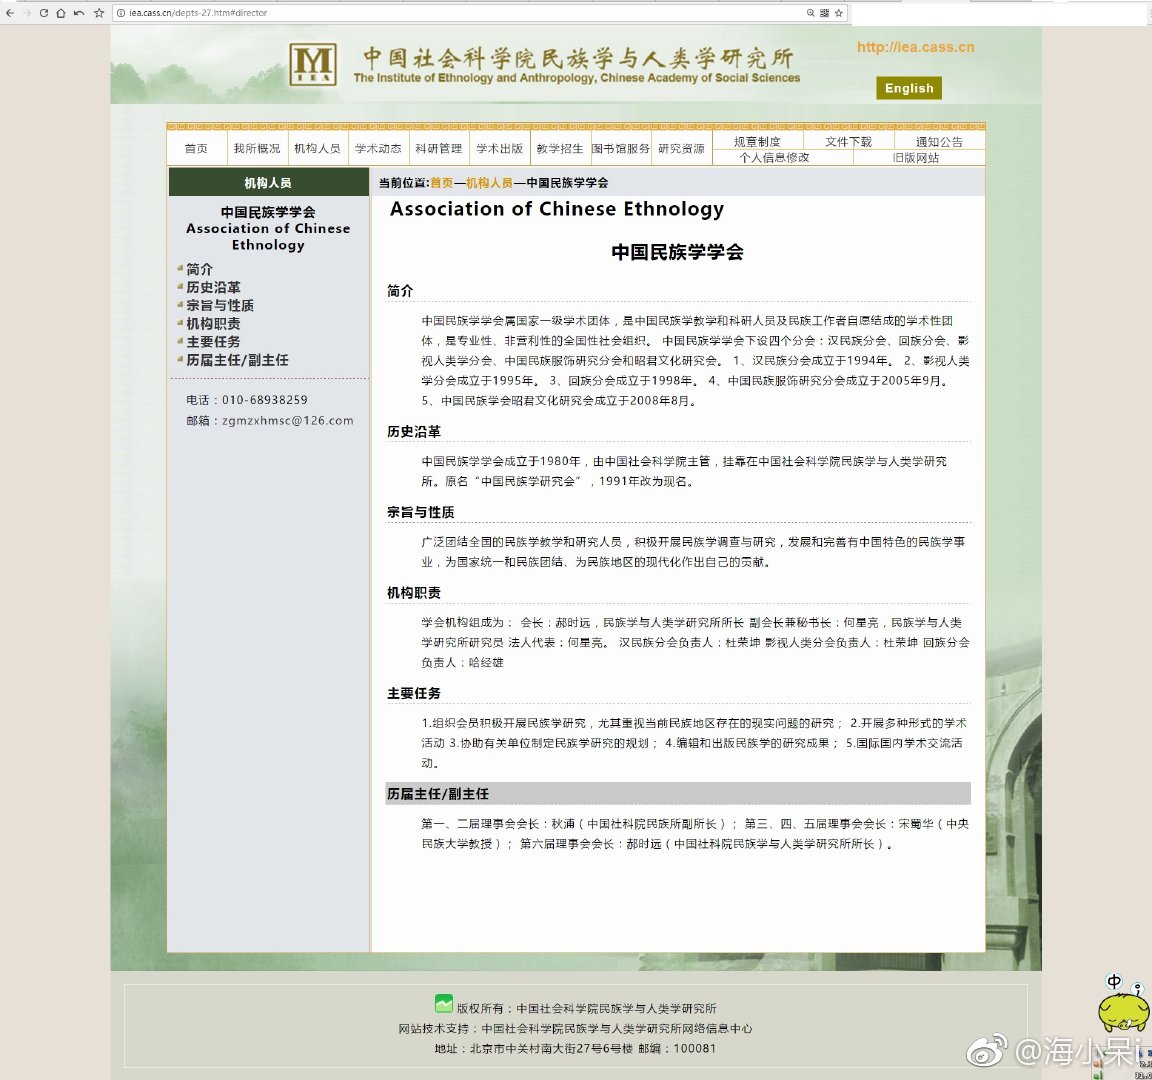 iea.cass.cn/depts-27.htm#director
中国社会科学院民族学与人类学研究所
The Institute of Ethnology and Anthropology, Chinese Academy of Social Sciences
IEA
http://iea.cass.cn
English
首页 我所概况 机构人员 学术动态 科研管理 学术出版 教学招生 图书馆服务 研究资源
规章制度 文件下载 通知公告
个人信息修改 旧版网站
机构人员
中国民族学学会
Association of Chinese
Ethnology
简介
历史沿革
宗旨与性质
机构职责
主要任务
历届主任/副主任
电话：010-68938259
邮箱：zgmzxhmsc@126.com
当前位置:首页—机构人员—中国民族学学会
Association of Chinese Ethnology
中国民族学学会
简介
中国民族学学会属国家一级学术团体，是中国民族学教学和科研人员及民族工作者自愿结成的学术性团
体，是专业性、非营利性的全国性社会组织。 中国民族学学会下设四个分会：汉民族分会、回族分会、影
视人类学分会、中国民族服饰研究分会和昭君文化研究会。 1、汉民族分会成立于1994年。 2、影视人类
学分会成立于1995年。 3、回族分会成立于1998年。 4、中国民族服饰研究分会成立于2005年9月。
5、中国民族学会昭君文化研究会成立于2008年8月。
历史沿革
中国民族学学会成立于1980年，由中国社会科学院主管，挂靠在中国社会科学院民族学与人类学研究
所。原名“中国民族学研究会”，1991年改为现名。
宗旨与性质
广泛团结全国的民族学教学和研究人员，积极开展民族学调查与研究，发展和完善有中国特色的民族学事
业，为国家统一和民族团结、为民族地区的现代化作出自己的贡献。
机构职责
学会机构组成为： 会长：郝时远，民族学与人类学研究所所长 副会长兼秘书长：何星亮，民族学与人类
学研究所研究员 法人代表：何星亮。 汉民族分会负责人：杜荣坤 影视人类分会负责人：杜荣坤 回族分会
负责人：哈经雄
主要任务
1.组织会员积极开展民族学研究，尤其重视当前民族地区存在的现实问题的研究； 2.开展多种形式的学术
活动 3.协助有关单位制定民族学研究的规划； 4.编辑和出版民族学的研究成果； 5.国际国内学术交流活
动。
历届主任/副主任
第一、二届理事会会长：秋浦（中国社科院民族所副所长）； 第三、四、五届理事会会长：宋蜀华（中央
民族大学教授）； 第六届理事会会长：郝时远（中国社科院民族学与人类学研究所所长）。
版权所有：中国社会科学院民族学与人类学研究所
网站技术支持：中国社会科学院民族学与人类学研究所网络信息中心
地址：北京市中关村南大街27号6号楼 邮编：100081
中
@海小呆i